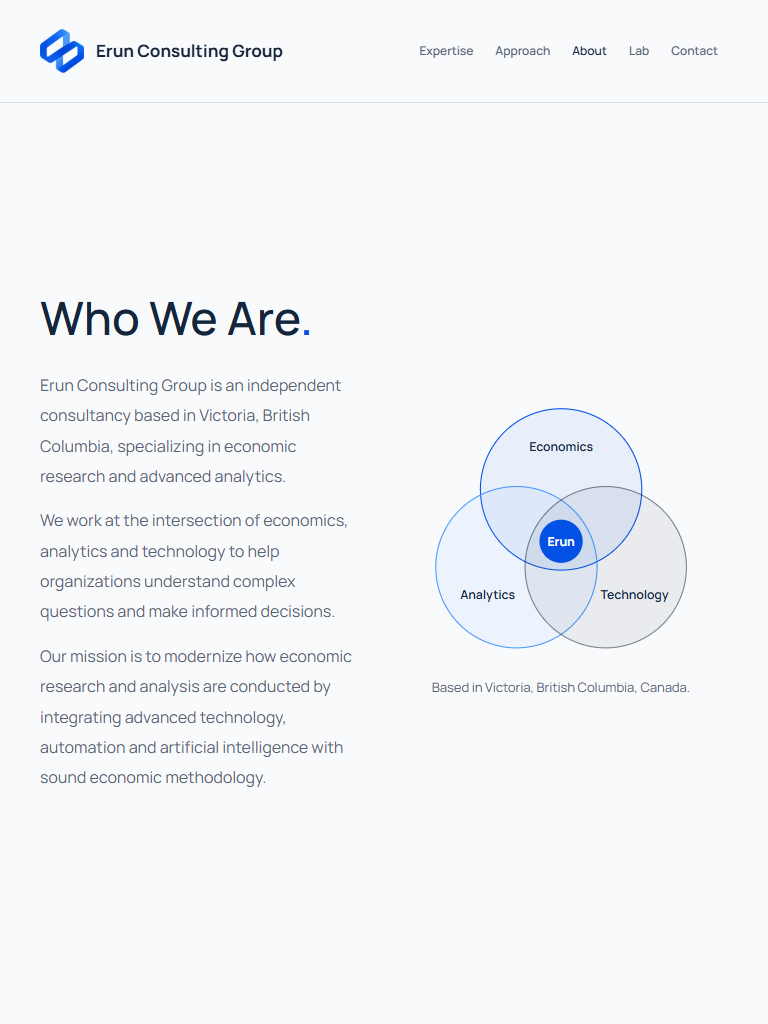 Erun Consulting Group
Expertise Approach About Lab Contact
Who We Are.
Erun Consulting Group is an independent
consultancy based in Victoria, British
Columbia, specializing in economic
research and advanced analytics.
We work at the intersection of economics,
analytics and technology to help
organizations understand complex
questions and make informed decisions.
Our mission is to modernize how economic
research and analysis are conducted by
integrating advanced technology,
automation and artificial intelligence with
sound economic methodology.
Economics
Erun
Analytics
Technology
Based in Victoria, British Columbia, Canada.